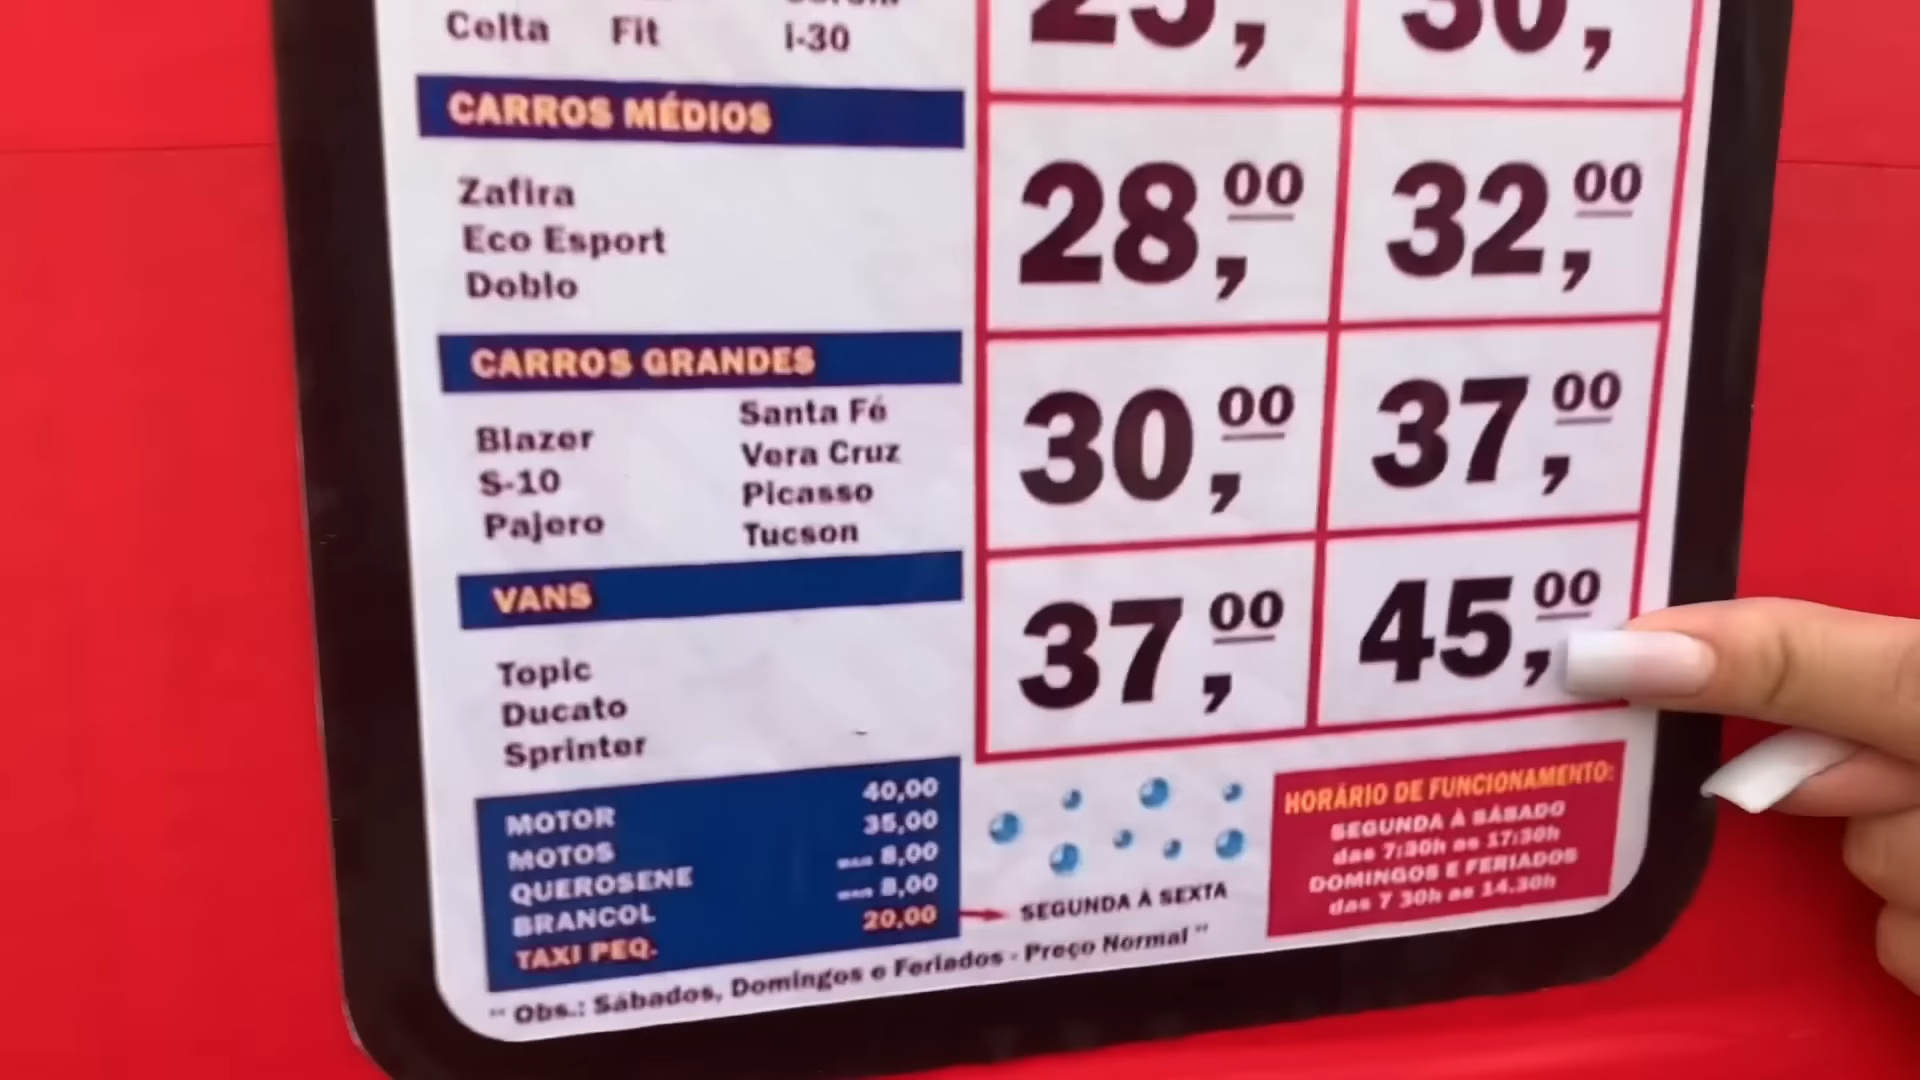 Celta Fit I-30 25, 30,
CARROS MÉDIOS
Zafira
Eco Esport
Doblo
28,00 32,00
CARROS GRANDES
Blazer
S-10
Pajero
Santa Fé
Vera Cruz
Picasso
Tucson
30,00 37,00
VANS
Topic
Ducato
Sprinter
37,00 45,00
MOTOR 40,00
MOTOS 35,00
QUEROSENE 8,00
BRANCOL 8,00
TAXI PEQ. 20,00
SEGUNDA À SEXTA
HORÁRIO DE FUNCIONAMENTO:
SEGUNDA À SÁBADO
das 7:30h as 17:30h
DOMINGOS E FERIADOS
das 7 30h as 14.30h
** Obs.: Sábados, Domingos e Feriados - Preço Normal **